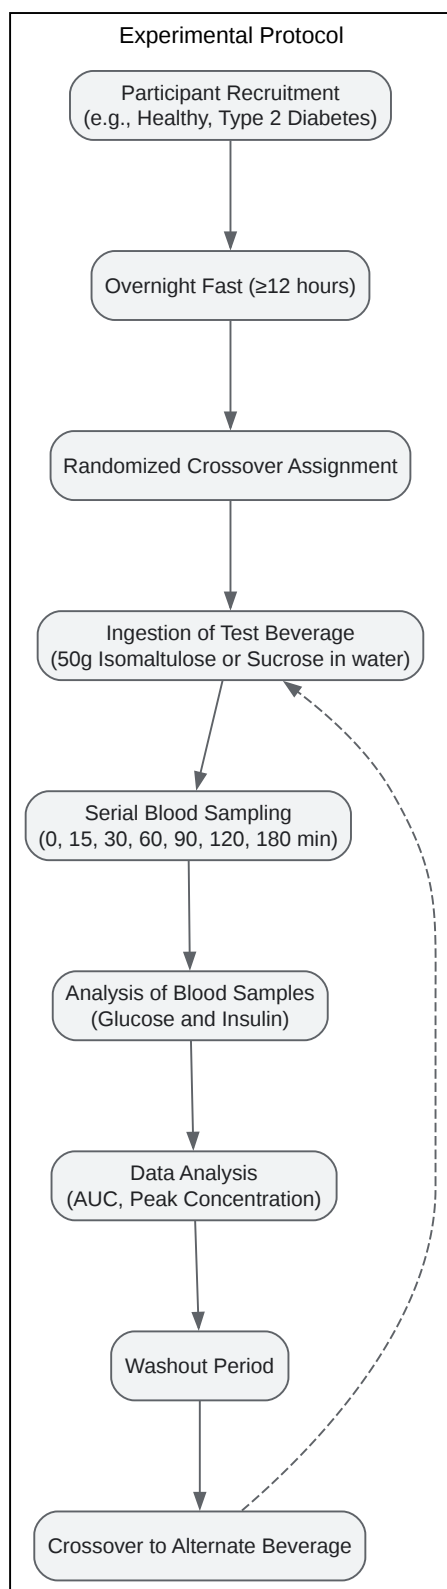 Experimental Protocol
Participant Recruitment
(e.g., Healthy, Type 2 Diabetes)
Overnight Fast (≥12 hours)
Randomized Crossover Assignment
Ingestion of Test Beverage
(50g Isomaltulose or Sucrose in water)
Serial Blood Sampling
(0, 15, 30, 60, 90, 120, 180 min)
Analysis of Blood Samples
(Glucose and Insulin)
Data Analysis
(AUC, Peak Concentration)
Washout Period
Crossover to Alternate Beverage